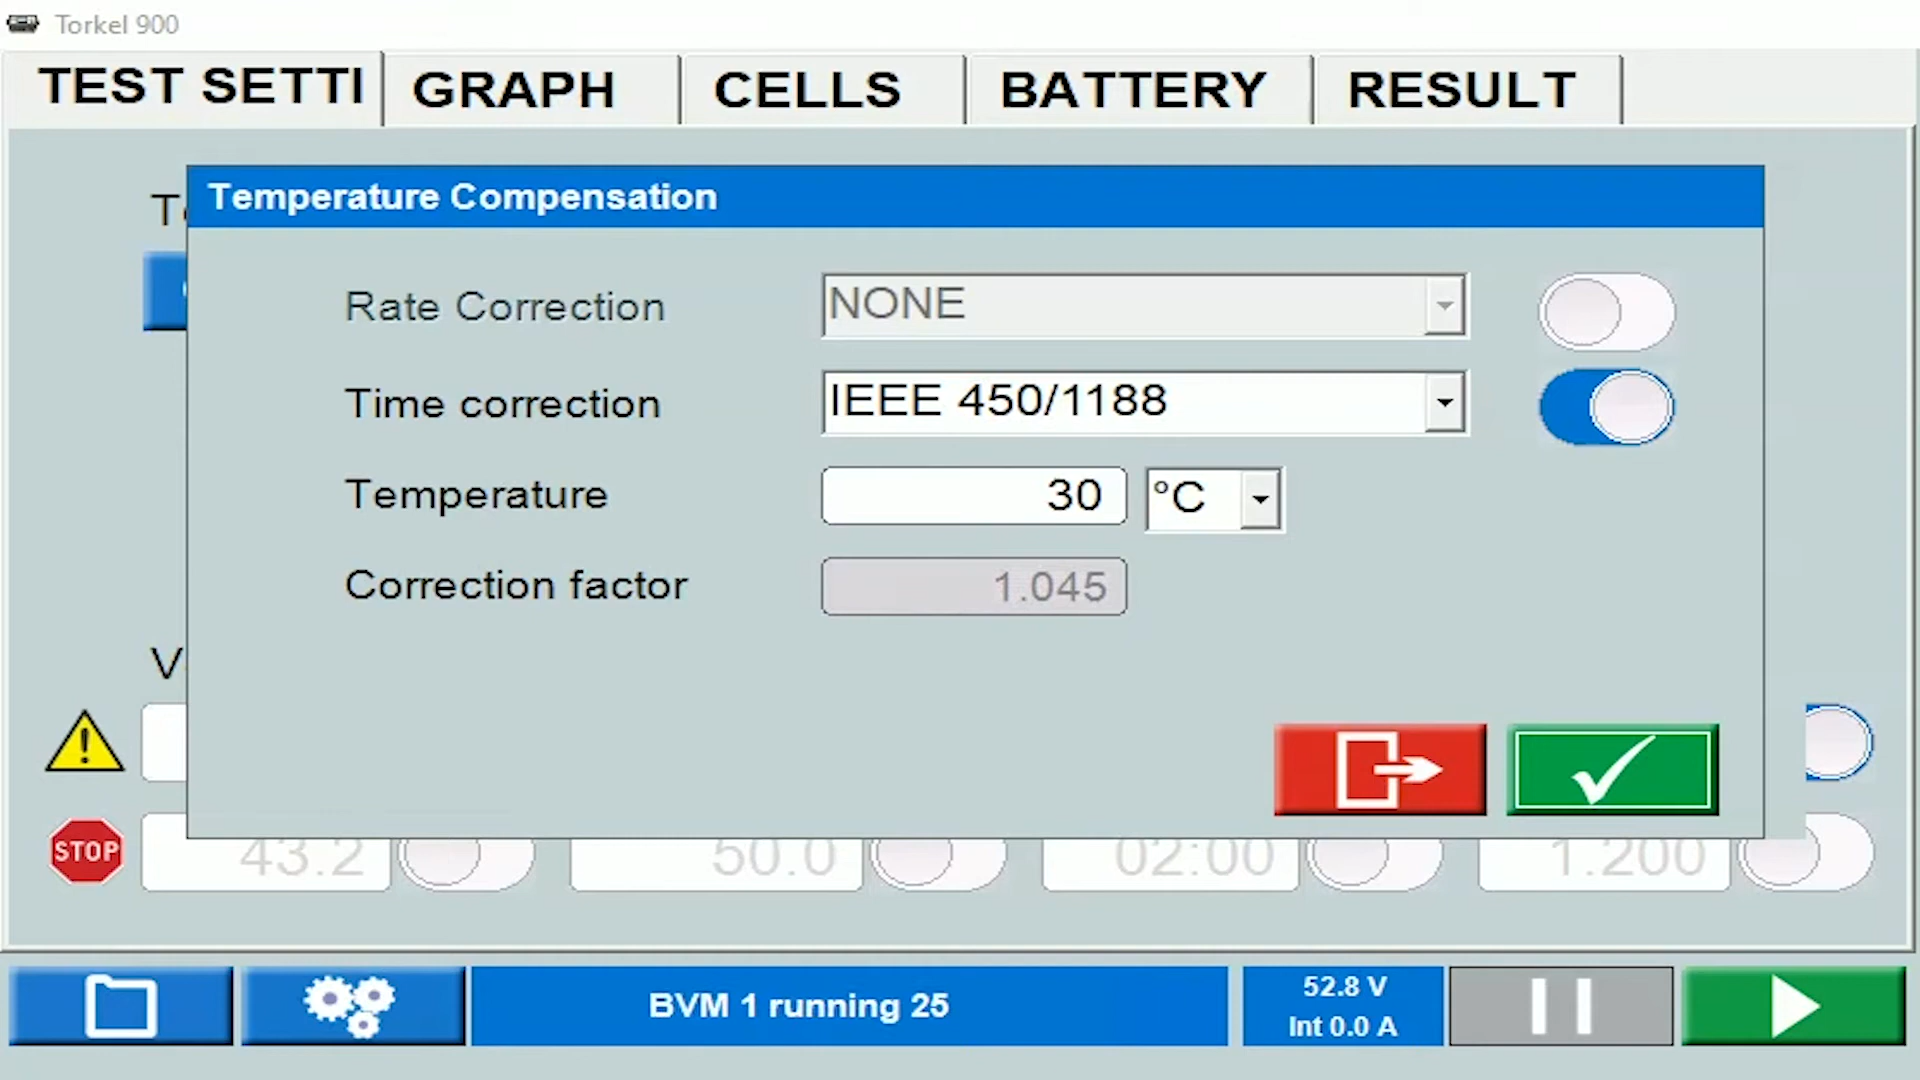 Torkel 900
TEST SETTI GRAPH CELLS BATTERY RESULT
Temperature Compensation
Rate Correction NONE
Time correction IEEE 450/1188
Temperature 30 °C
Correction factor 1.045
STOP 43.2 50.0 02:00 1.200
BVM 1 running 25
52.8 V
Int 0.0 A